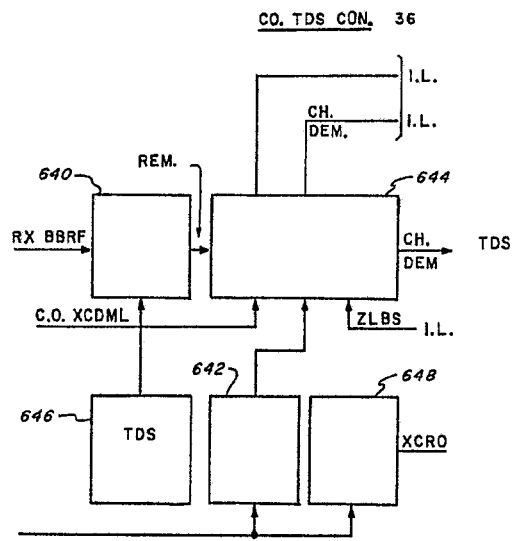 CO. TDS CON. 36
I.L.
CH.
DEM.
I.L.
REM.
640
644
RX BBRF
CH.
DEM
TDS
C.O. XCDML
ZLBS
I.L.
642
648
646
TDS
XCRO